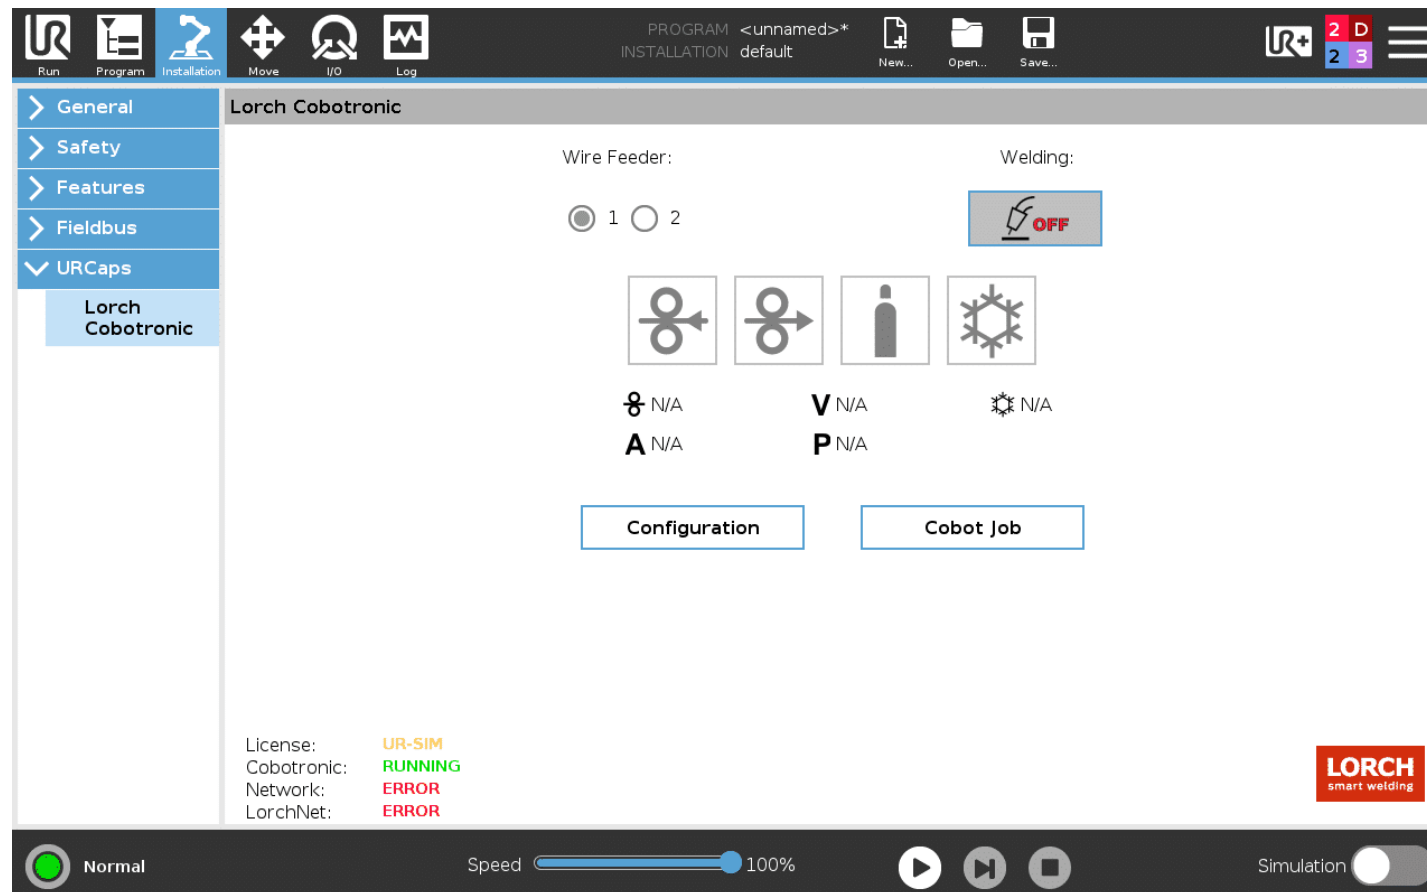 PROGRAM <unnamed>*
INSTALLATION default
Run Program Installation Move I/O Log New... Open... Save...
UR+
2 D
2 3
General
Lorch Cobotronic
Safety
Features
Fieldbus
URCaps
Lorch
Cobotronic
Wire Feeder: Welding:
1 2
OFF
N/A V N/A N/A
A N/A P N/A
Configuration Cobot Job
License: UR-SIM
Cobotronic: RUNNING
Network: ERROR
LorchNet: ERROR
LORCH
smart welding
Normal Speed 100% Simulation